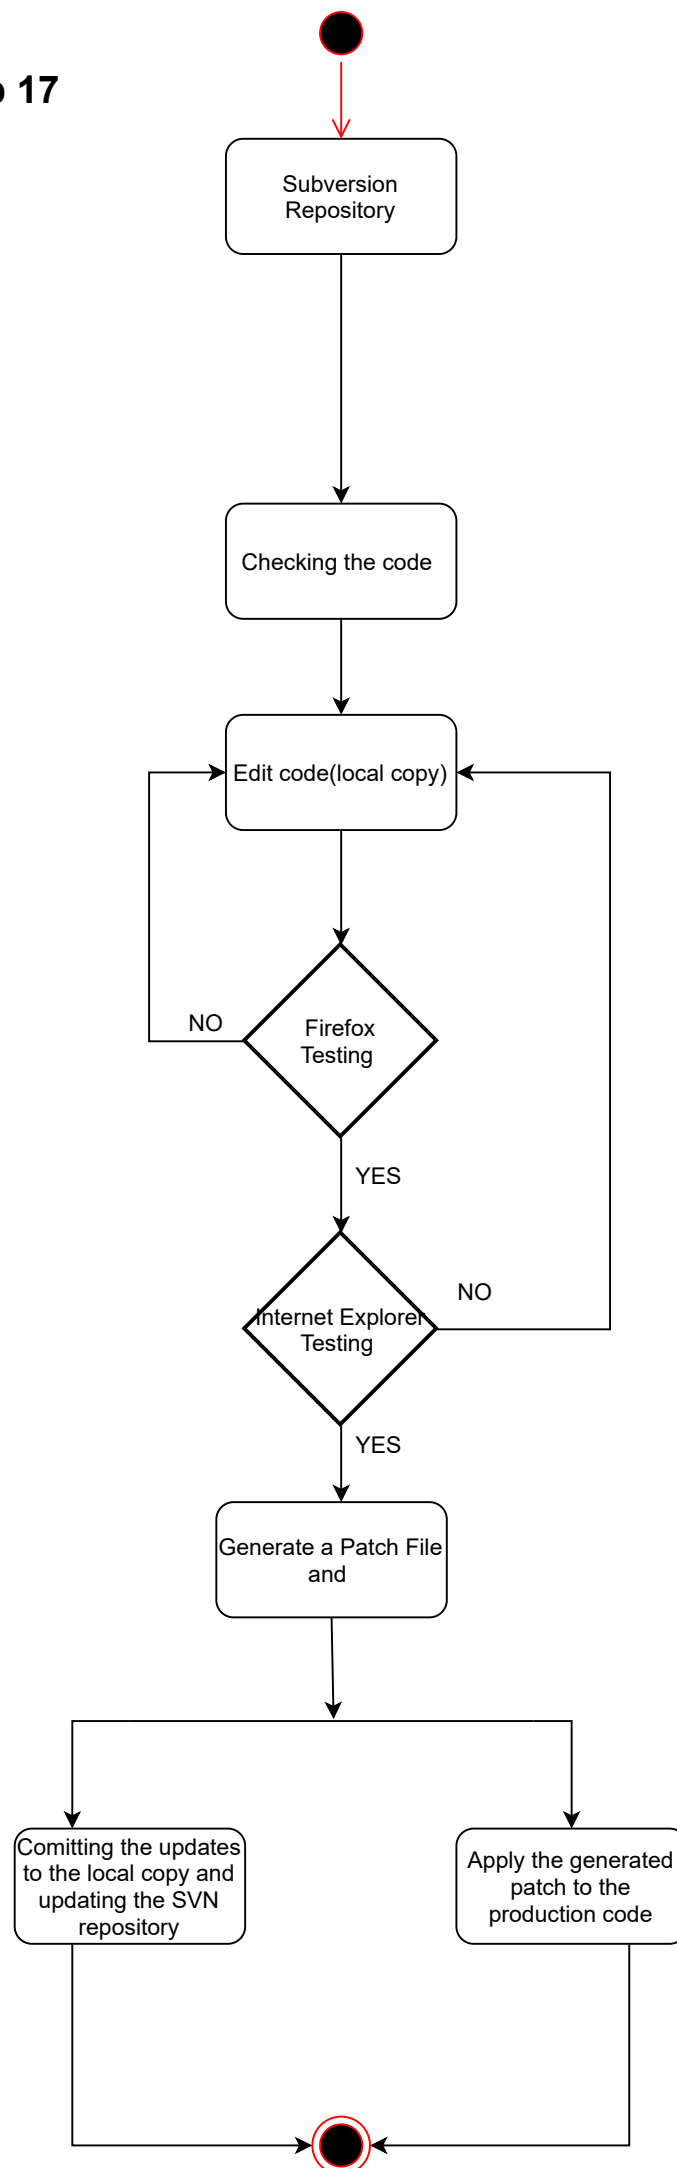 17
Subversion
Repository
Checking the code
Edit code(local copy)
NO
Firefox
Testing
YES
NO
Internet Explorer
Testing
YES
Generate a Patch File
and
Comitting the updates
to the local copy and
updating the SVN
repository
Apply the generated
patch to the
production code